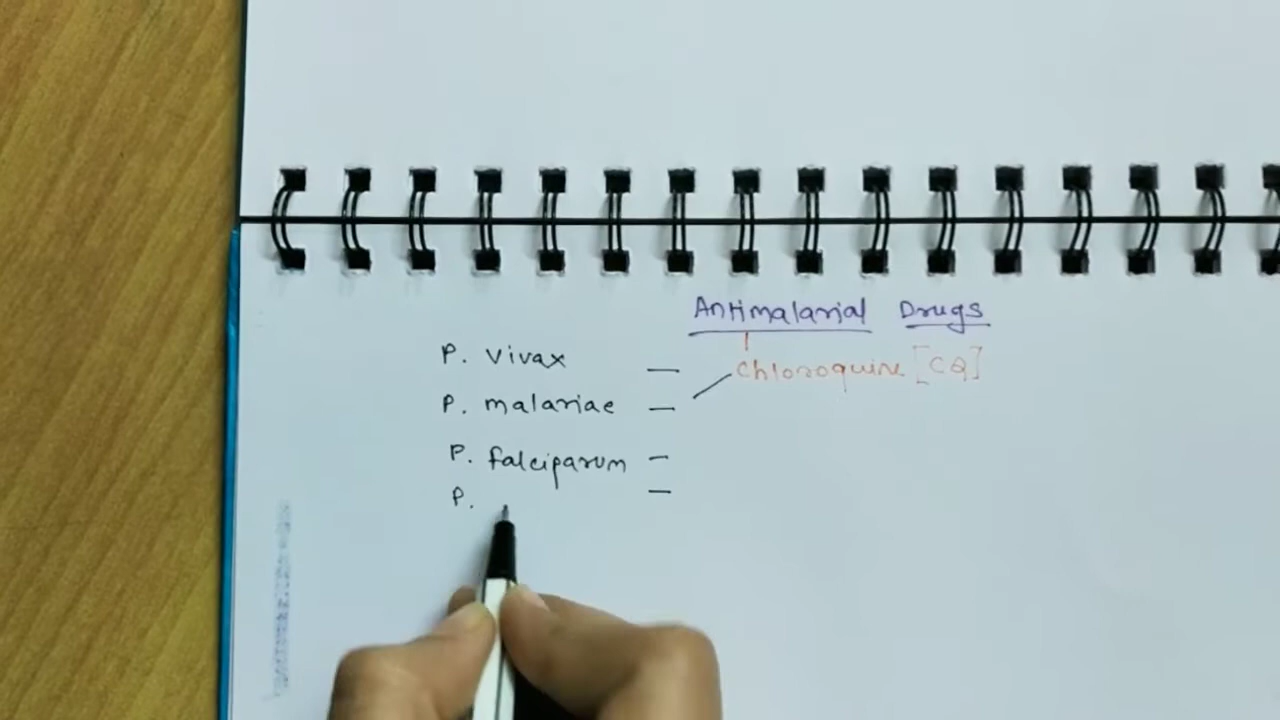 Antimalarial Drugs
P. vivax — Chloroquine [CQ]
P. malariae —
P. falciparum —
P. —